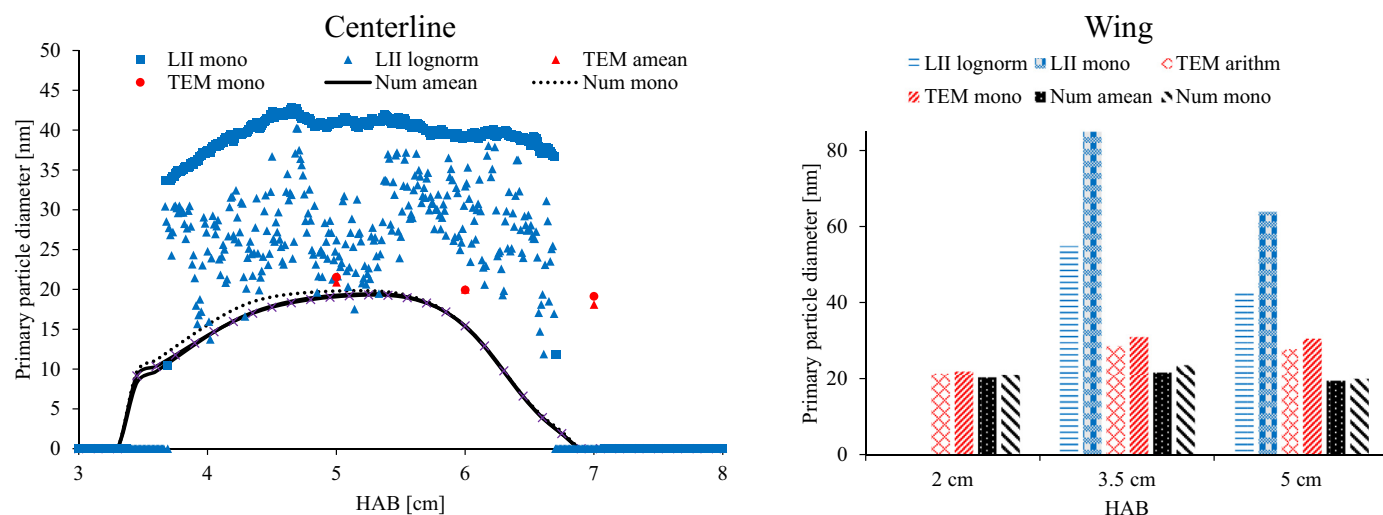 Centerline
LII mono LII lognorm TEM amean
TEM mono Num amean Num mono
Primary particle diameter [nm]
50
45
40
35
30
25
20
15
10
5
0
3 4 5 6 7 8
HAB [cm]
Wing
LII lognorm LII mono TEM arithm
TEM mono Num amean Num mono
Primary particle diameter [nm]
80
60
40
20
0
2 cm 3.5 cm 5 cm
HAB